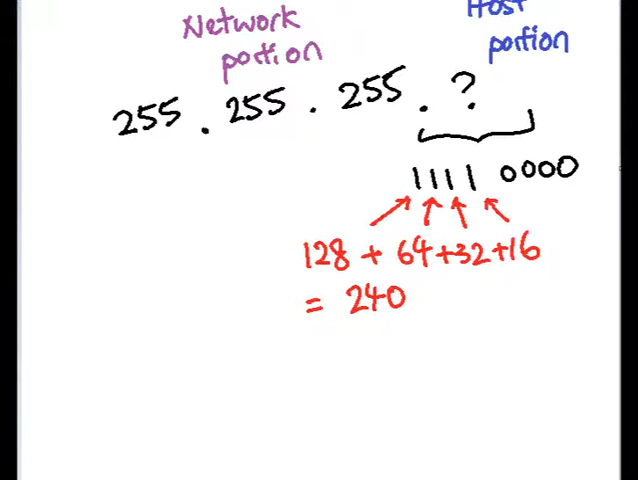 Network
portion
Host
portion
255 . 255 . 255 . ?
1111 0000
128 + 64 + 32 + 16
= 240